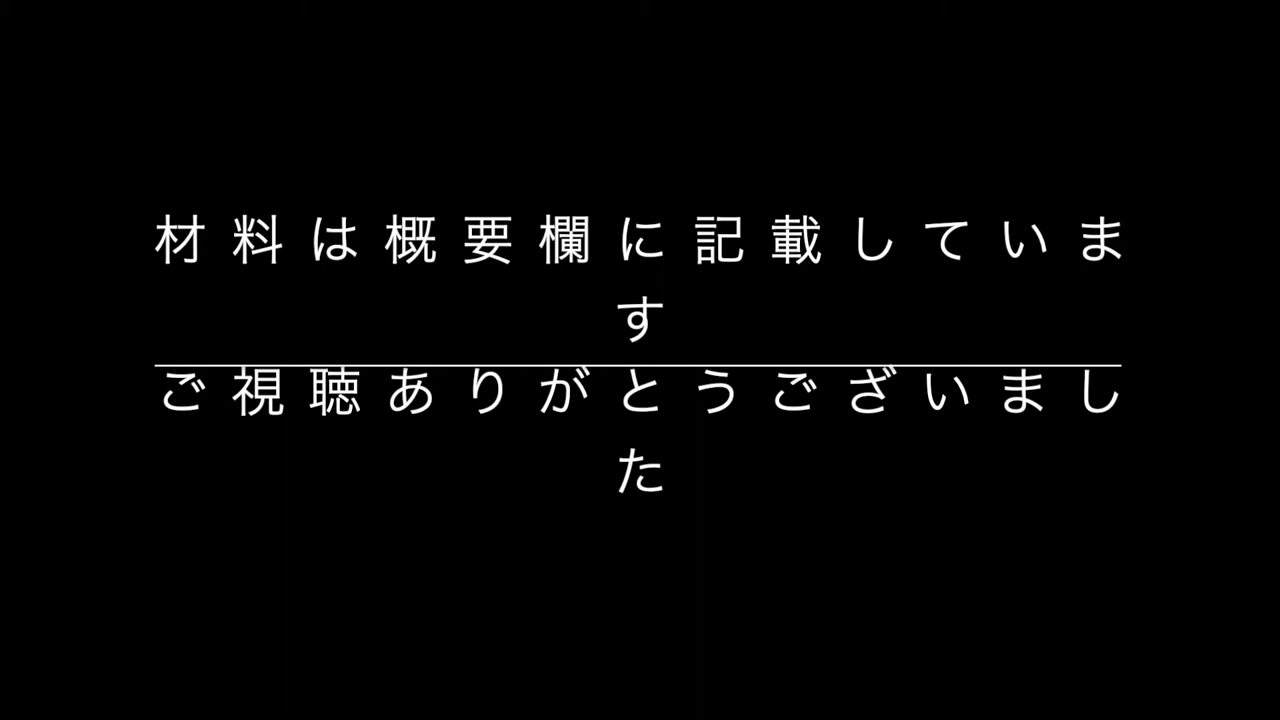 材料は概要欄に記載していま
す
ご視聴ありがとうございまし
た